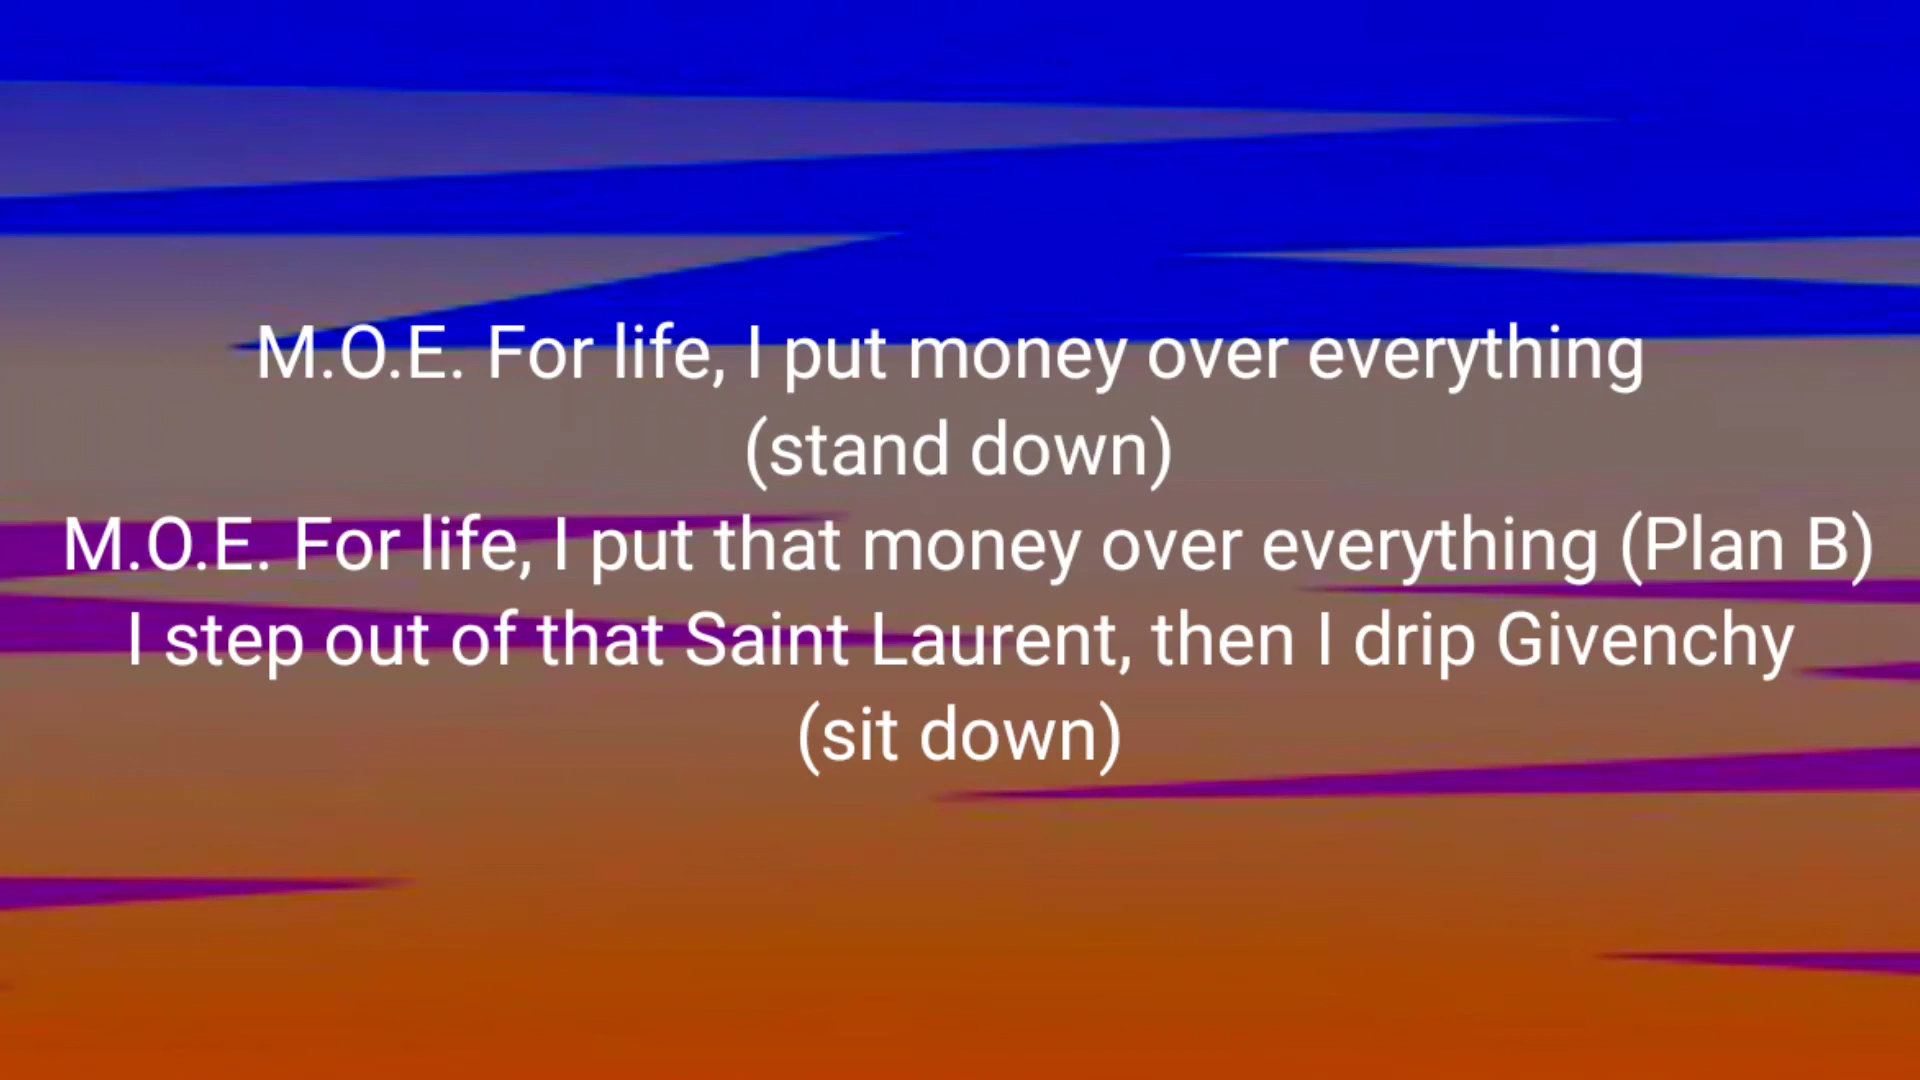 M.O.E. For life, I put money over everything
(stand down)
M.O.E. For life, I put that money over everything (Plan B)
I step out of that Saint Laurent, then I drip Givenchy
(sit down)